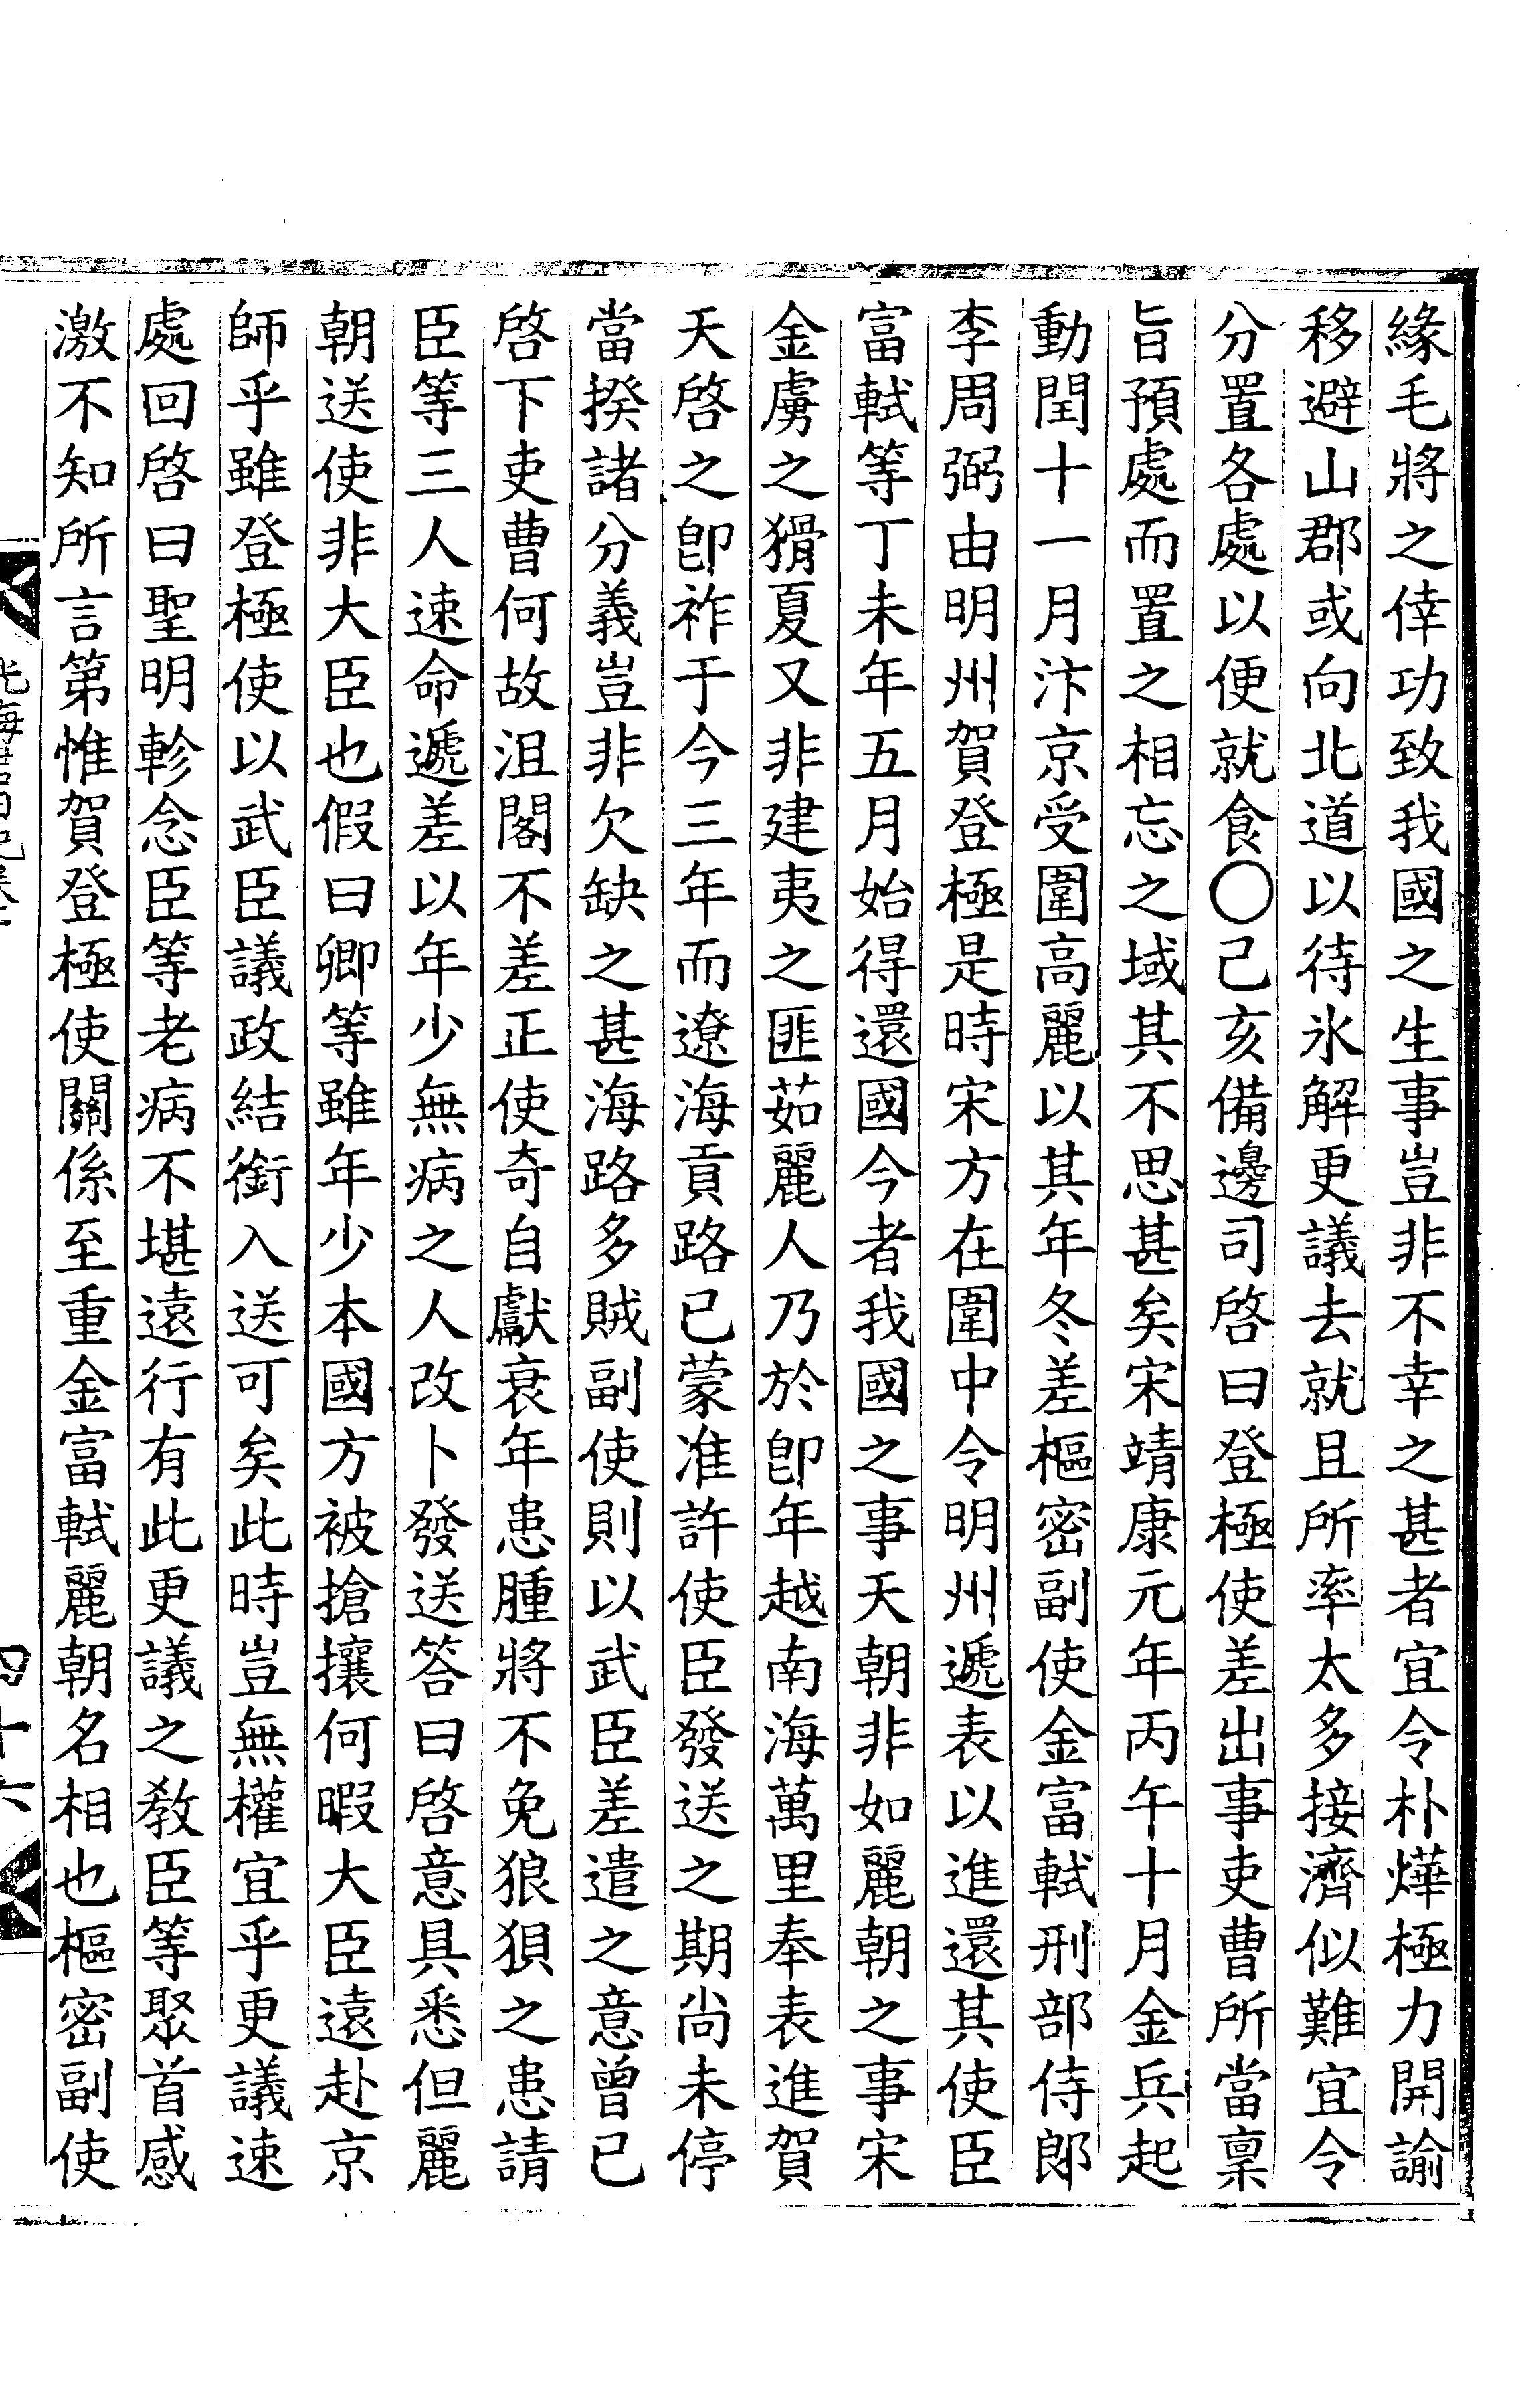 緣毛將之倖功致我國之生事豈非不幸之甚者宜令朴燁極力開諭
移避山郡或向北道以待氷解更議去就且所率太多接濟似難宜令
分置各處以便就食〇己亥備邊司啓曰登極使差出事吏曹所當稟
旨預處而置之相忘之域其不思甚矣宋靖康元年丙午十月金兵起
動閏十一月汴京受圍高麗以其年冬差樞密副使金富軾刑部侍郞
李周弼由明州賀登極是時宋方在圍中令明州遞表以進還其使臣
富軾等丁未年五月始得還國今者我國之事天朝非如麗朝之事宋
金虜之猾夏又非建夷之匪茹麗人乃於卽年越南海萬里奉表進賀
天啓之卽祚于今三年而遼海貢路已蒙准許使臣發送之期尙未停
當揆諸分義豈非欠缺之甚海路多賊副使則以武臣差遣之意曾已
啓下吏曹何故沮閣不差正使奇自獻衰年患腫將不免狼狽之患請
臣等三人速命遞差以年少無病之人改卜發送答曰啓意具悉但麗
朝送使非大臣也假曰卿等雖年少本國方被搶攘何暇大臣遠赴京
師乎雖登極使以武臣議政結銜入送可矣此時豈無權宜乎更議速
處回啓曰聖明軫念臣等老病不堪遠行有此更議之敎臣等聚首感
激不知所言第惟賀登極使關係至重金富軾麗朝名相也樞密副使